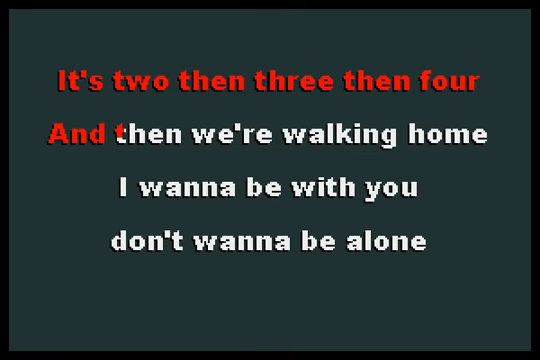 It's two then three then four
And then we're walking home
I wanna be with you
don't wanna be alone